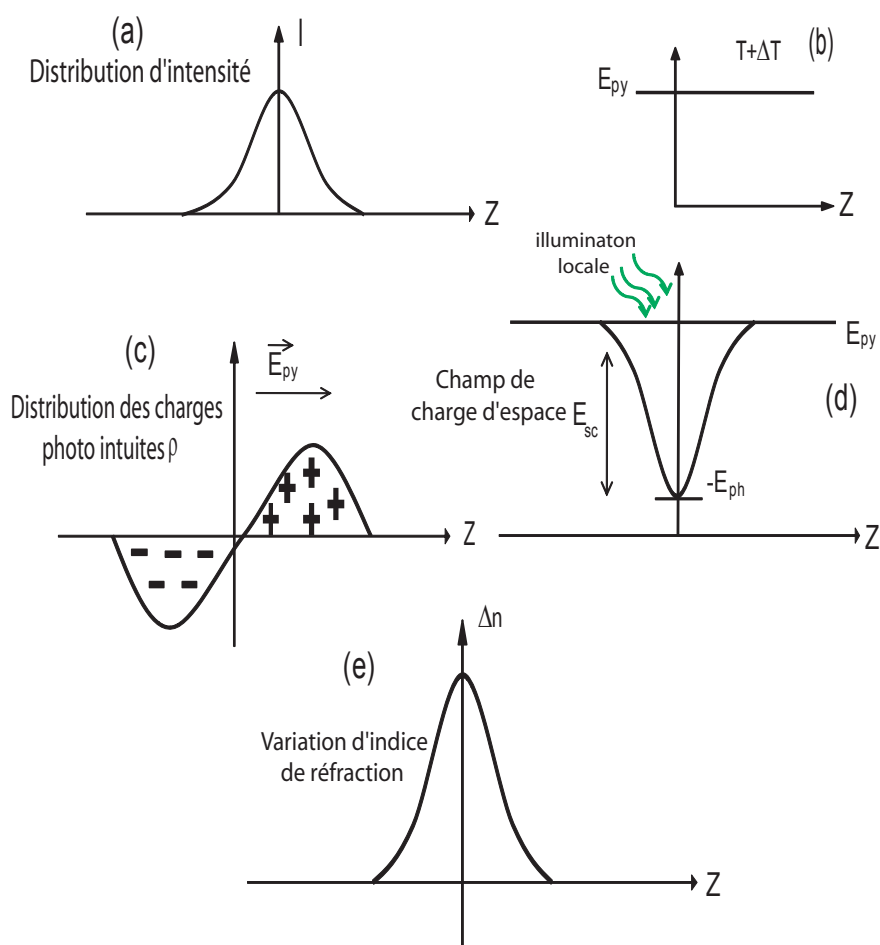 (a)
I
Distribution d'intensité
Z
T+ΔT
(b)
Epy
Z
illuminaton
locale
Epy
(c)
Epy
Distribution des charges
photo intuites ρ
Z
Champ de
charge d'espace Esc
(d)
-Eph
Z
Δn
(e)
Variation d'indice
de réfraction
Z